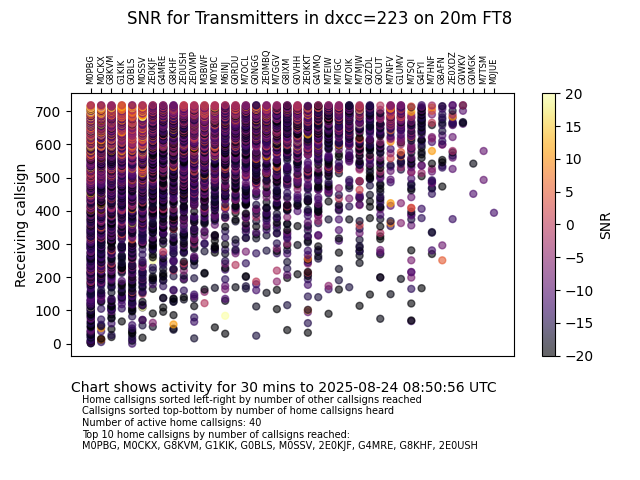 SNR for Transmitters in dxcc=223 on 20m FT8
M0PBG M0CKX G8KVM G1KIK G0BLS M0SSV 2E0KJF G4MRE G8KHF 2E0USH 2E0VMP M3BWF M0YBC M6INJ G0RDU M7OCL G0NGG 2E0MBQ M7GGV G8IXM G0VHH 2E0KKT G4VMQ M7EIW M7IGC M7OIK M7MJW G0ZDL G0CUT M7NFV G1UMV M7SQI G4FYI M7HNF G8AFN 2E0XDZ G0WKV G0MGK M7TSM M0JUE
Receiving callsign
700
600
500
400
300
200
100
0
20
15
10
5
0
−5
−10
−15
−20
SNR
Chart shows activity for 30 mins to 2025-08-24 08:50:56 UTC
Home callsigns sorted left-right by number of other callsigns reached
Callsigns sorted top-bottom by number of home callsigns heard
Number of active home callsigns: 40
Top 10 home callsigns by number of callsigns reached:
M0PBG, M0CKX, G8KVM, G1KIK, G0BLS, M0SSV, 2E0KJF, G4MRE, G8KHF, 2E0USH